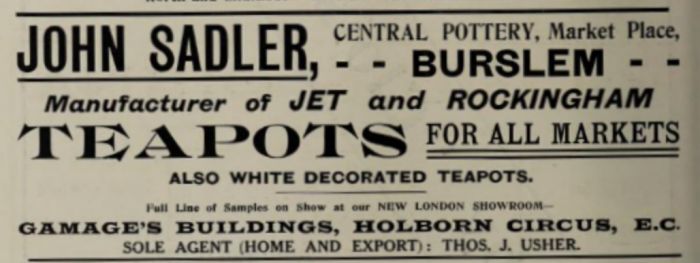 JOHN SADLER, CENTRAL POTTERY, Market Place,
- - BURSLEM - -
Manufacturer of JET and ROCKINGHAM
TEAPOTS FOR ALL MARKETS
ALSO WHITE DECORATED TEAPOTS.
Full Line of Samples on Show at our NEW LONDON SHOWROOM—
GAMAGE'S BUILDINGS, HOLBORN CIRCUS, E.C.
SOLE AGENT (HOME AND EXPORT): THOS. J. USHER.